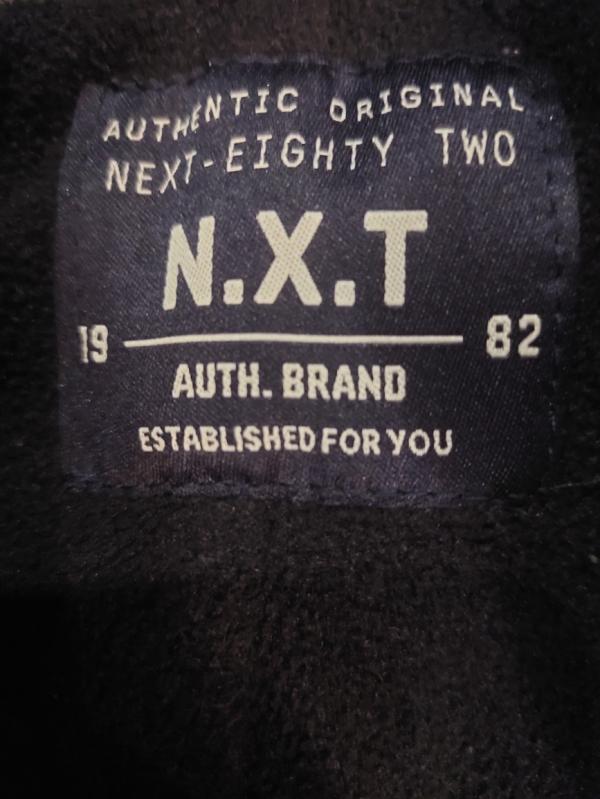 AUTHENTIC ORIGINAL
NEXT-EIGHTY TWO
N.X.T
19 82
AUTH. BRAND
ESTABLISHED FOR YOU